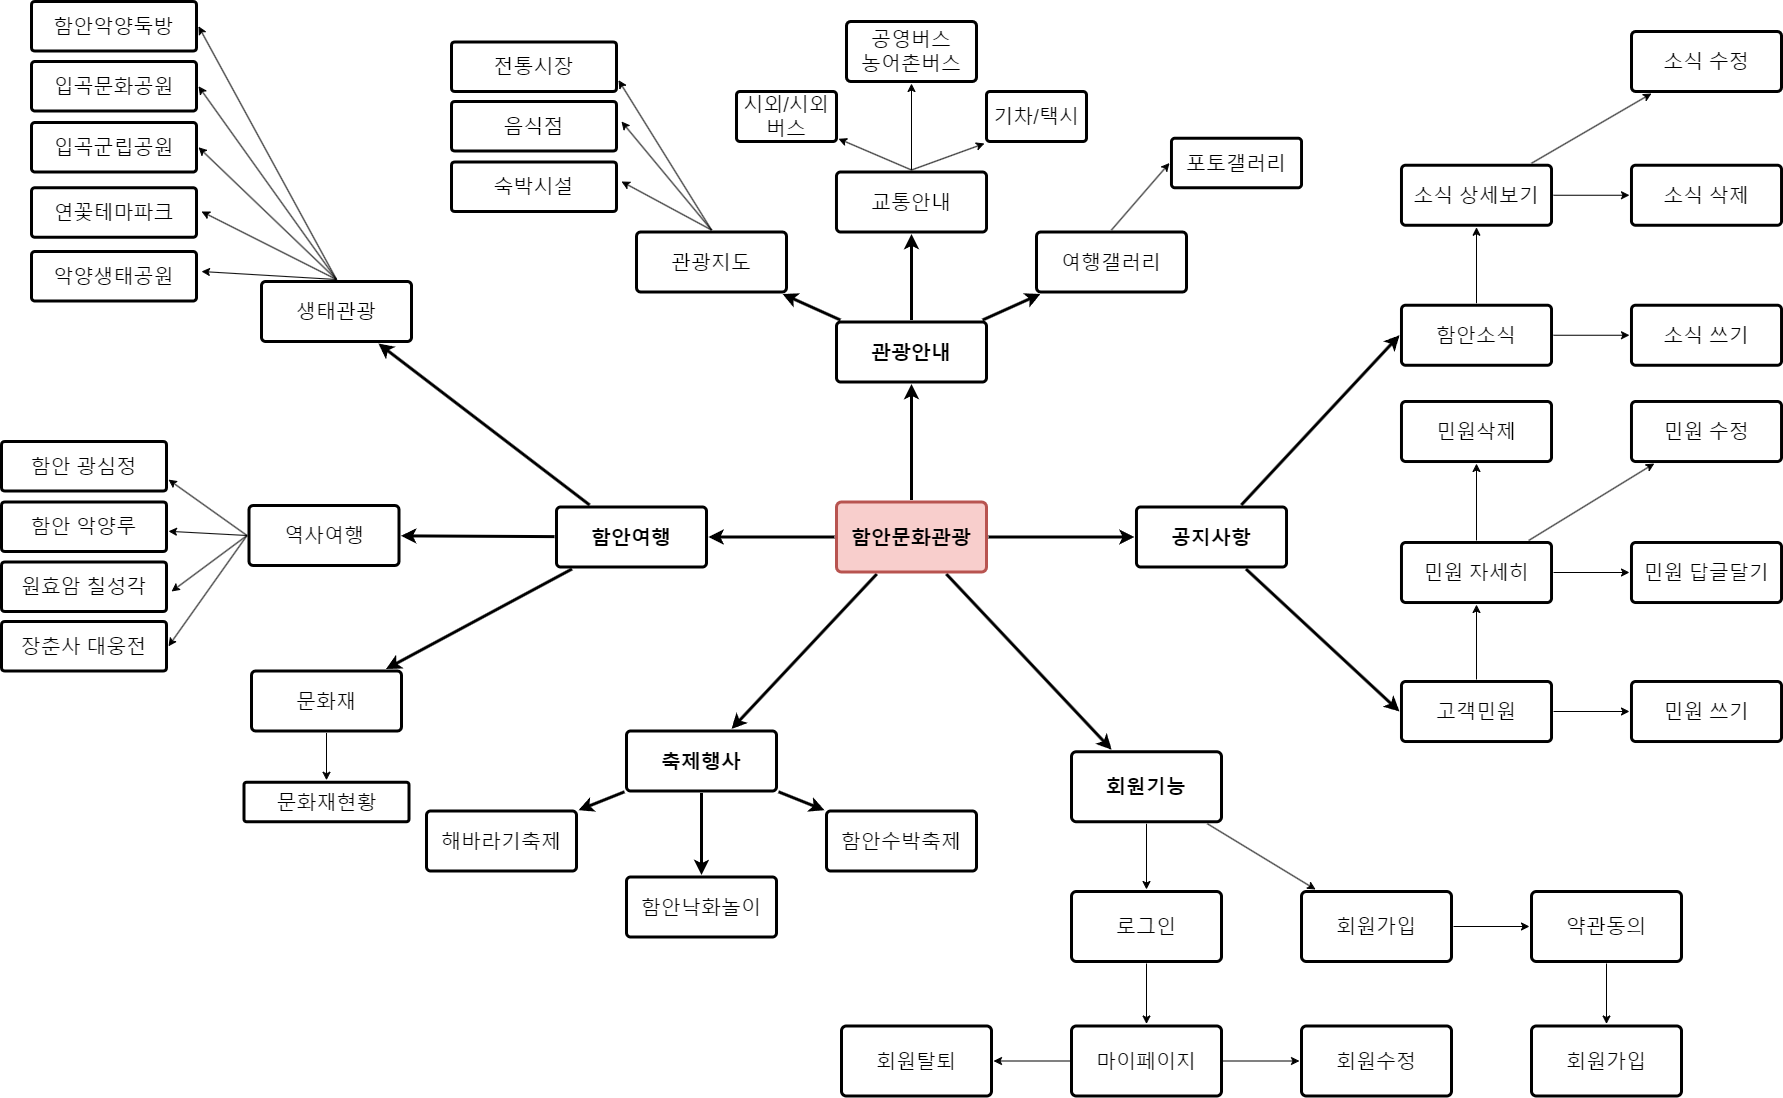 함안악양둑방
입곡문화공원
입곡군립공원
연꽃테마파크
악양생태공원
생태관광
전통시장
음식점
숙박시설
관광지도
공영버스
농어촌버스
시외/시외
버스
기차/택시
교통안내
포토갤러리
여행갤러리
관광안내
소식 수정
소식 상세보기
소식 삭제
함안소식
소식 쓰기
민원삭제
민원 수정
민원 자세히
민원 답글달기
고객민원
민원 쓰기
함안 광심정
함안 악양루
원효암 칠성각
장춘사 대웅전
역사여행
함안여행
함안문화관광
공지사항
문화재
문화재현황
축제행사
해바라기축제
함안낙화놀이
함안수박축제
회원기능
로그인
회원가입
약관동의
회원탈퇴
마이페이지
회원수정
회원가입